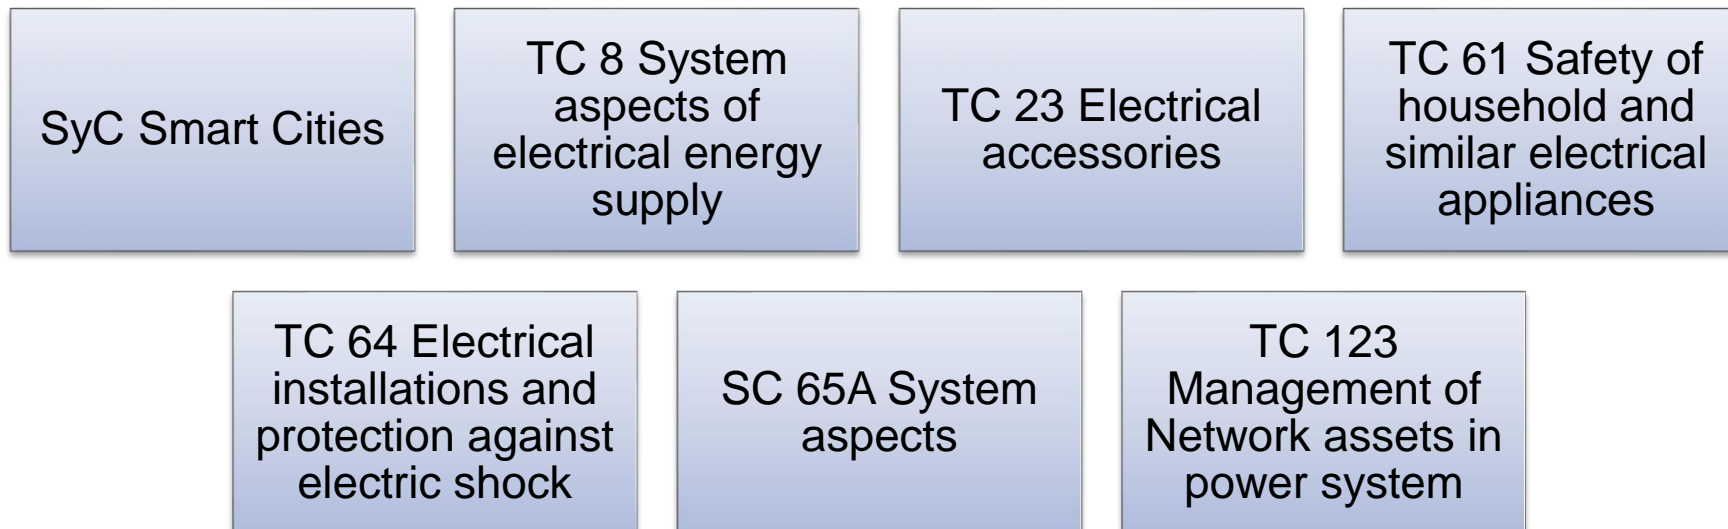 SyC Smart Cities
TC 8 System
aspects of
electrical energy
supply
TC 23 Electrical
accessories
TC 61 Safety of
household and
similar electrical
appliances
TC 64 Electrical
installations and
protection against
electric shock
SC 65A System
aspects
TC 123
Management of
Network assets in
power system